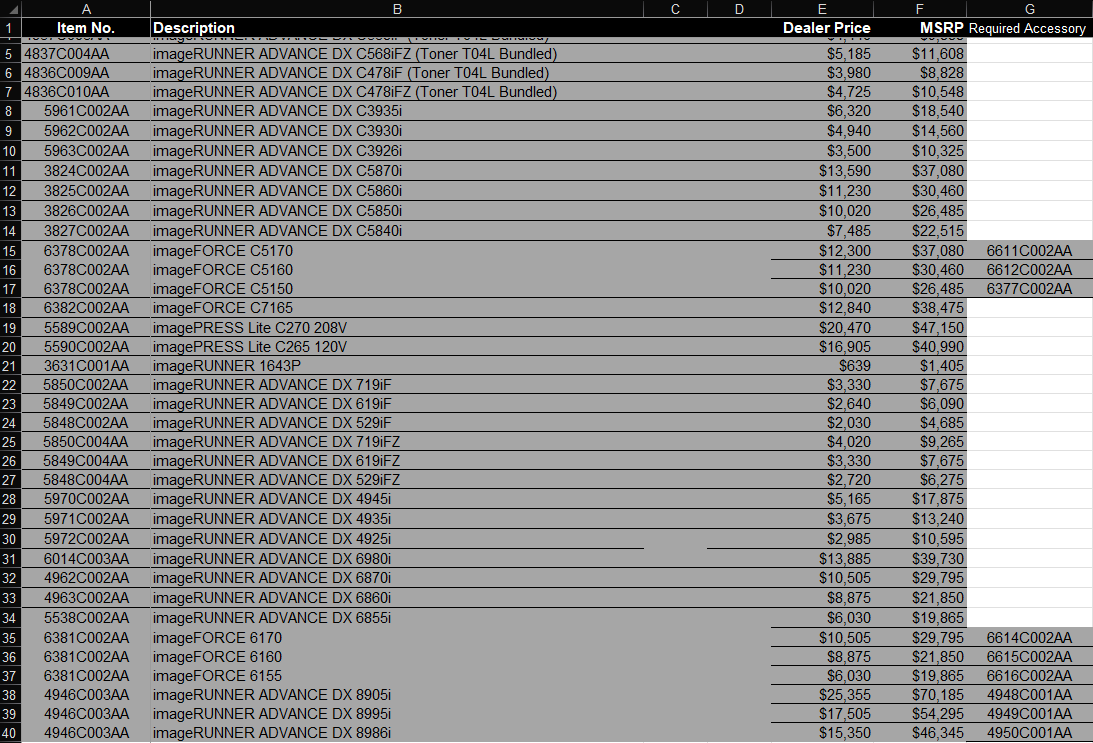 A B C D E F G
1 Item No. Description Dealer Price MSRP Required Accessory
5 4837C004AA imageRUNNER ADVANCE DX C568iFZ (Toner T04L Bundled) $5,185 $11,608
6 4836C009AA imageRUNNER ADVANCE DX C478iF (Toner T04L Bundled) $3,980 $8,828
7 4836C010AA imageRUNNER ADVANCE DX C478iFZ (Toner T04L Bundled) $4,725 $10,548
8 5961C002AA imageRUNNER ADVANCE DX C3935i $6,320 $18,540
9 5962C002AA imageRUNNER ADVANCE DX C3930i $4,940 $14,560
10 5963C002AA imageRUNNER ADVANCE DX C3926i $3,500 $10,325
11 3824C002AA imageRUNNER ADVANCE DX C5870i $13,590 $37,080
12 3825C002AA imageRUNNER ADVANCE DX C5860i $11,230 $30,460
13 3826C002AA imageRUNNER ADVANCE DX C5850i $10,020 $26,485
14 3827C002AA imageRUNNER ADVANCE DX C5840i $7,485 $22,515
15 6378C002AA imageFORCE C5170 $12,300 $37,080 6611C002AA
16 6378C002AA imageFORCE C5160 $11,230 $30,460 6612C002AA
17 6378C002AA imageFORCE C5150 $10,020 $26,485 6377C002AA
18 6382C002AA imageFORCE C7165 $12,840 $38,475
19 5589C002AA imagePRESS Lite C270 208V $20,470 $47,150
20 5590C002AA imagePRESS Lite C265 120V $16,905 $40,990
21 3631C001AA imageRUNNER 1643P $639 $1,405
22 5850C002AA imageRUNNER ADVANCE DX 719iF $3,330 $7,675
23 5849C002AA imageRUNNER ADVANCE DX 619iF $2,640 $6,090
24 5848C002AA imageRUNNER ADVANCE DX 529iF $2,030 $4,685
25 5850C004AA imageRUNNER ADVANCE DX 719iFZ $4,020 $9,265
26 5849C004AA imageRUNNER ADVANCE DX 619iFZ $3,330 $7,675
27 5848C004AA imageRUNNER ADVANCE DX 529iFZ $2,720 $6,275
28 5970C002AA imageRUNNER ADVANCE DX 4945i $5,165 $17,875
29 5971C002AA imageRUNNER ADVANCE DX 4935i $3,675 $13,240
30 5972C002AA imageRUNNER ADVANCE DX 4925i $2,985 $10,595
31 6014C003AA imageRUNNER ADVANCE DX 6980i $13,885 $39,730
32 4962C002AA imageRUNNER ADVANCE DX 6870i $10,505 $29,795
33 4963C002AA imageRUNNER ADVANCE DX 6860i $8,875 $21,850
34 5538C002AA imageRUNNER ADVANCE DX 6855i $6,030 $19,865
35 6381C002AA imageFORCE 6170 $10,505 $29,795 6614C002AA
36 6381C002AA imageFORCE 6160 $8,875 $21,850 6615C002AA
37 6381C002AA imageFORCE 6155 $6,030 $19,865 6616C002AA
38 4946C003AA imageRUNNER ADVANCE DX 8905i $25,355 $70,185 4948C001AA
39 4946C003AA imageRUNNER ADVANCE DX 8995i $17,505 $54,295 4949C001AA
40 4946C003AA imageRUNNER ADVANCE DX 8986i $15,350 $46,345 4950C001AA